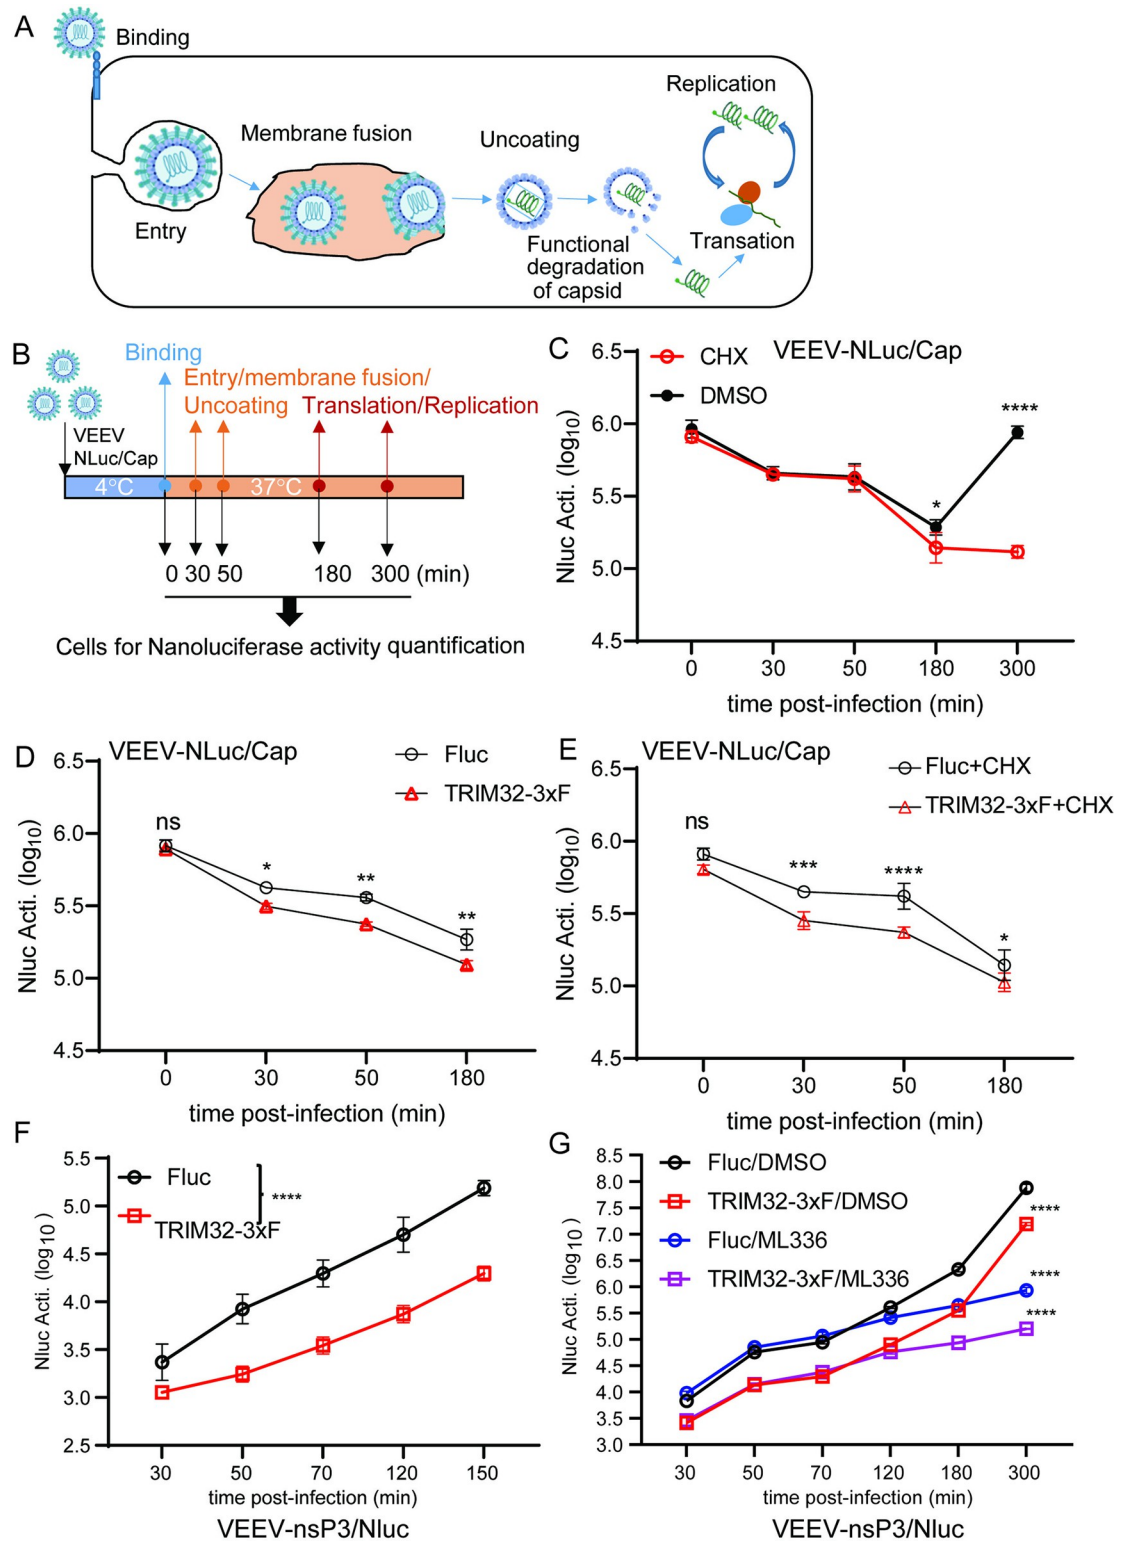 A
Binding
Entry
Membrane fusion
Uncoating
Functional
degradation
of capsid
Replication
Transation
B
Binding
Entry/membrane fusion/
Uncoating
Translation/Replication
VEEV
NLuc/Cap
4°C
37°C
0 30 50 180 300 (min)
Cells for Nanoluciferase activity quantification
C
VEEV-NLuc/Cap
CHX
DMSO
Nluc Acti. (log10)
6.5
6.0
5.5
5.0
4.5
*
****
0 30 50 180 300
time post-infection (min)
D
VEEV-NLuc/Cap
Fluc
TRIM32-3xF
Nluc Acti. (log10)
6.5
6.0
5.5
5.0
4.5
ns
*
**
**
0 30 50 180
time post-infection (min)
E
VEEV-NLuc/Cap
Fluc+CHX
TRIM32-3xF+CHX
Nluc Acti. (log10)
6.5
6.0
5.5
5.0
4.5
ns
***
****
*
0 30 50 180
time post-infection (min)
F
Fluc
TRIM32-3xF
****
Nluc Acti. (log10)
5.5
5.0
4.5
4.0
3.5
3.0
2.5
30 50 70 120 150
time post-infection (min)
VEEV-nsP3/Nluc
G
Fluc/DMSO
TRIM32-3xF/DMSO
Fluc/ML336
TRIM32-3xF/ML336
Nluc Acti. (log10)
8.5
8.0
7.5
7.0
6.5
6.0
5.5
5.0
4.5
4.0
3.5
3.0
****
****
****
30 50 70 120 180 300
time post-infection (min)
VEEV-nsP3/Nluc